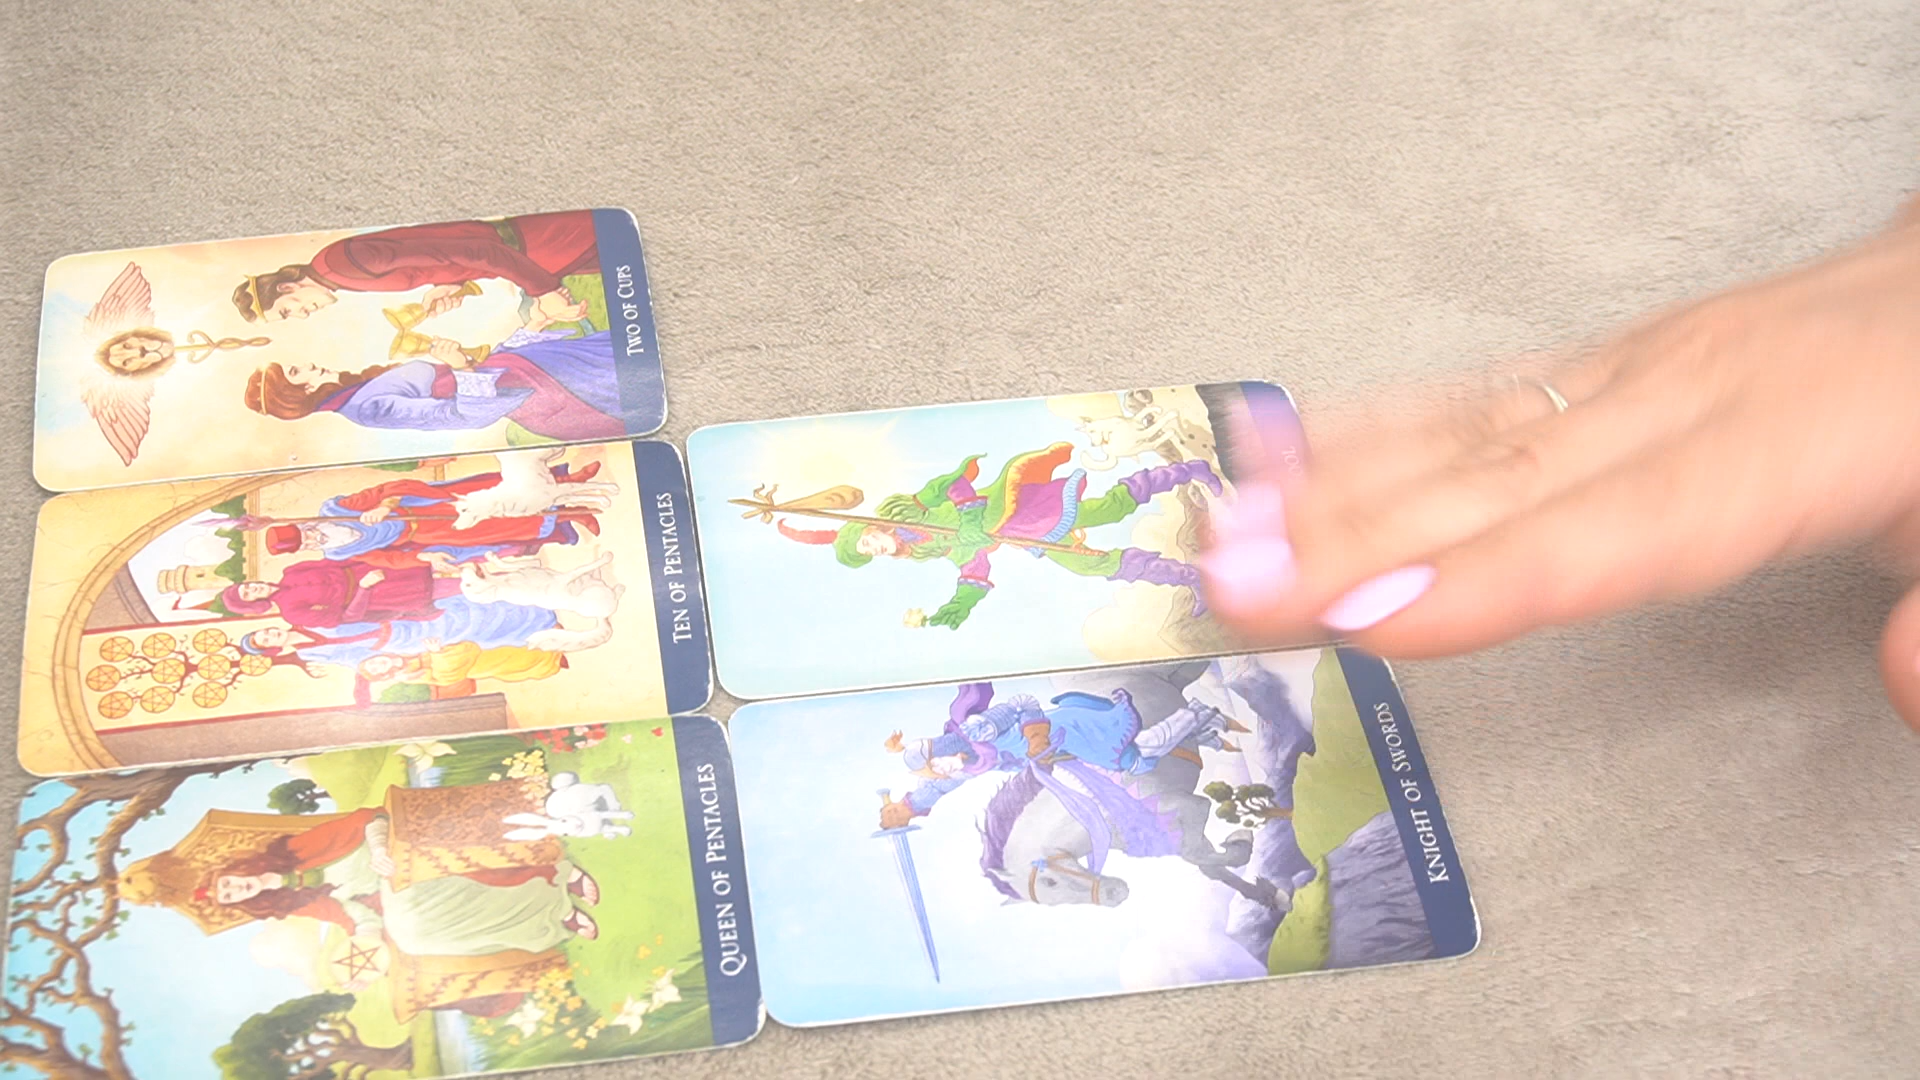 TWO OF CUPS
TEN OF PENTACLES
QUEEN OF PENTACLES
KNIGHT OF SWORDS